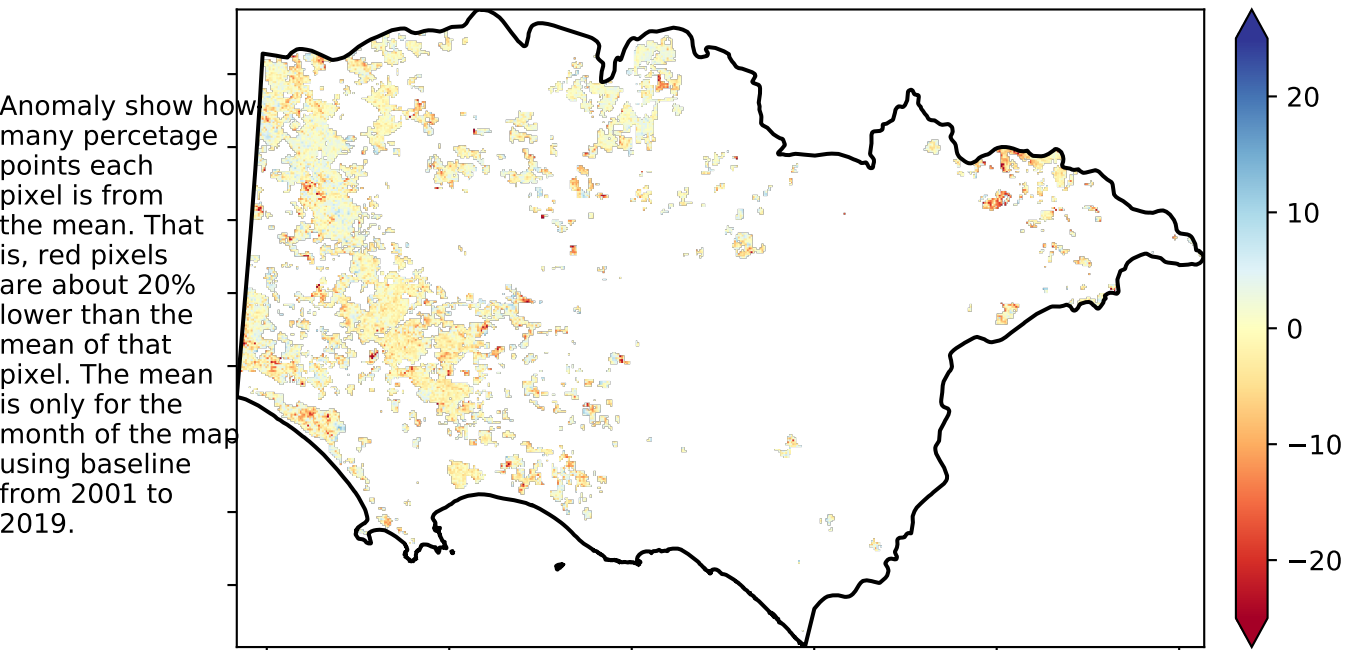 Anomaly show how
many percetage
points each
pixel is from
the mean. That
is, red pixels
are about 20%
lower than the
mean of that
pixel. The mean
is only for the
month of the map
using baseline
from 2001 to
2019.
20
10
0
−10
−20